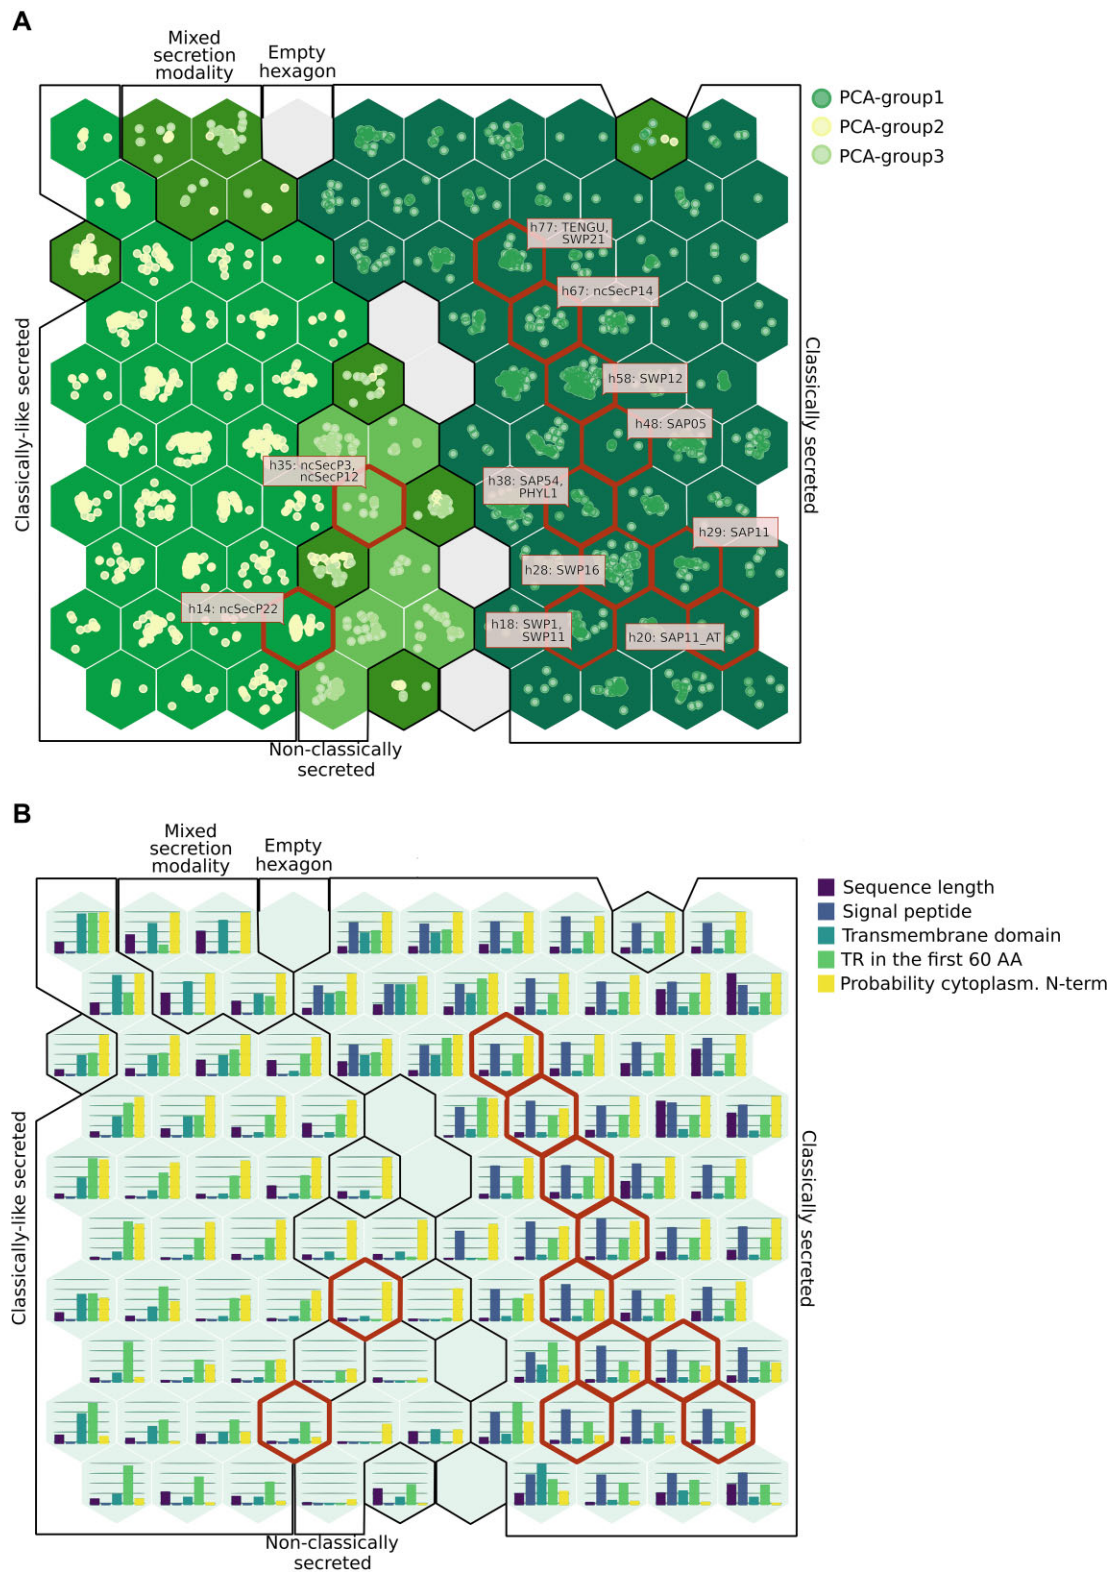 A
Mixed
secretion
modality
Empty
hexagon
PCA-group1
PCA-group2
PCA-group3
h77: TENGU,
SWP21
h67: ncSecP14
h58: SWP12
h48: SAP05
h35: ncSecP3,
ncSecP12
h38: SAP54,
PHYL1
h29: SAP11
h28: SWP16
h14: ncSecP22
h18: SWP1,
SWP11
h20: SAP11_AT
Classically-like secreted
Classically secreted
Non-classically
secreted
B
Mixed
secretion
modality
Empty
hexagon
Sequence length
Signal peptide
Transmembrane domain
TR in the first 60 AA
Probability cytoplasm. N-term
Classically-like secreted
Classically secreted
Non-classically
secreted